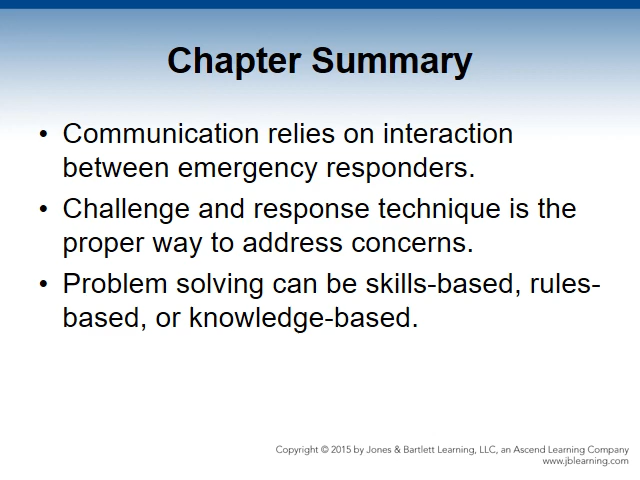 Chapter Summary
• Communication relies on interaction
between emergency responders.
• Challenge and response technique is the
proper way to address concerns.
• Problem solving can be skills-based, rules-
based, or knowledge-based.
Copyright © 2015 by Jones & Bartlett Learning, LLC, an Ascend Learning Company
www.jblearning.com